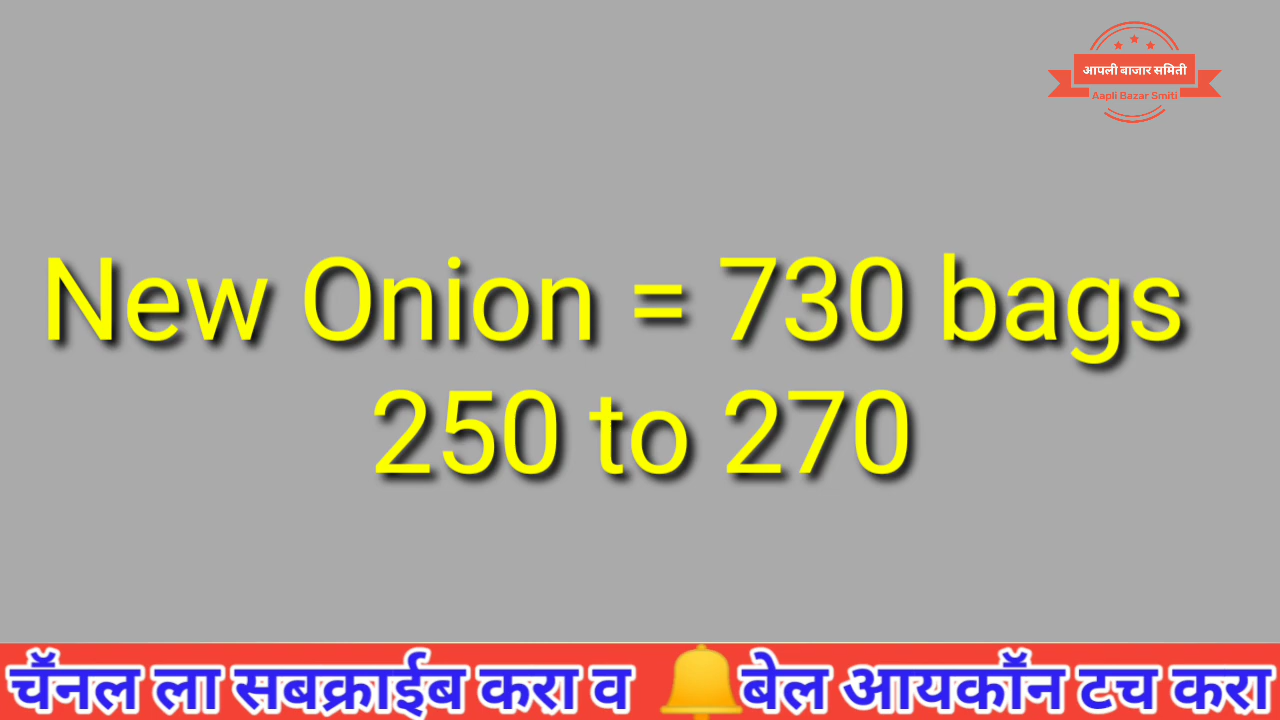 आपली बाजार समिती
Aapli Bazar Smiti
New Onion = 730 bags
250 to 270
चॅनल ला सबक्राईब करा व 🔔बेल आयकॉन टच करा